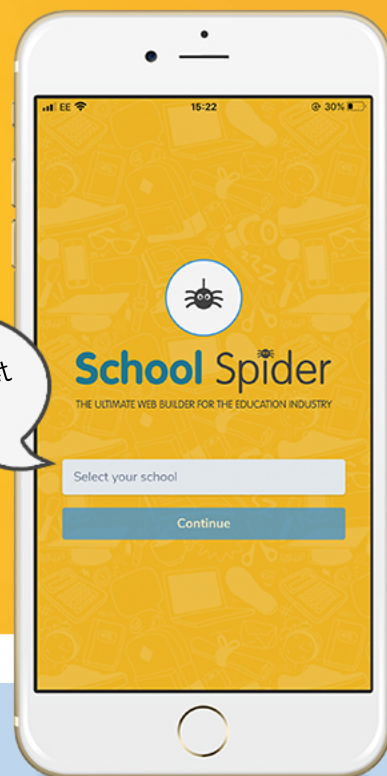 EE 15:22 30%
School Spider
THE ULTIMATE WEB BUILDER FOR THE EDUCATION INDUSTRY
Select your school
Continue